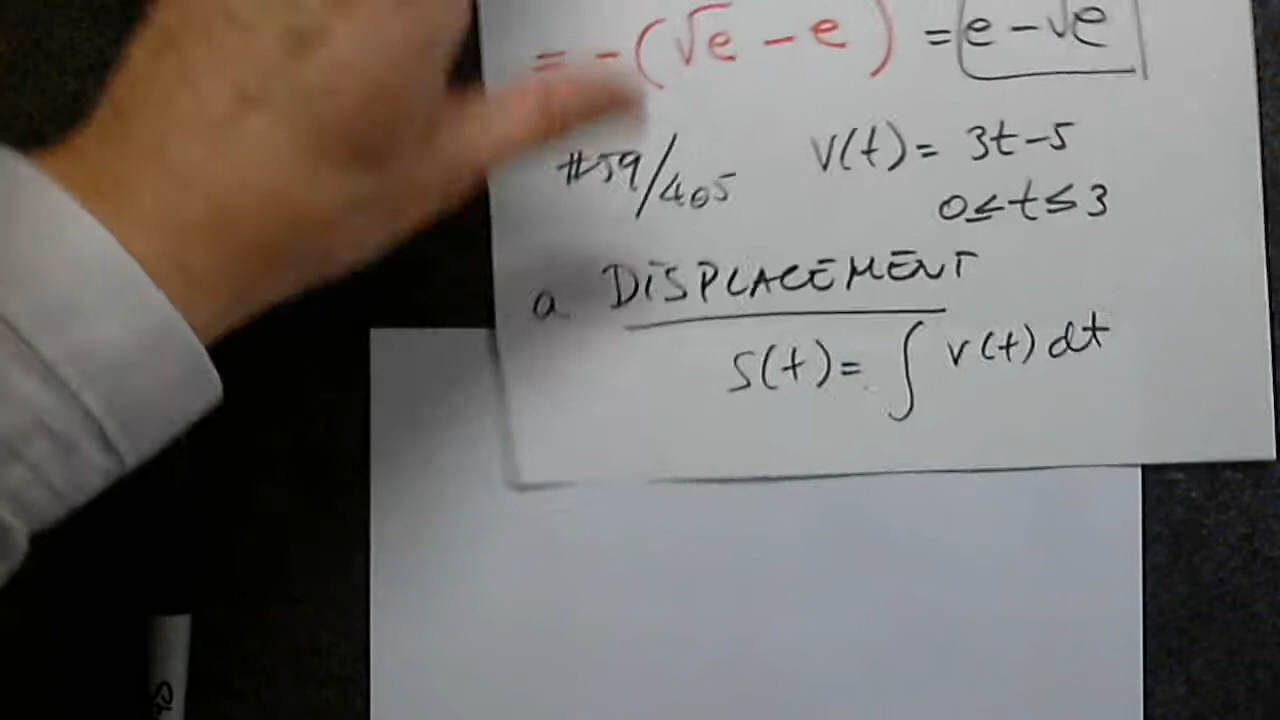 = -(√e - e) = e - √e
#59/405 v(t) = 3t-5
0≤t≤3
a DISPLACEMENT
s(t) = ∫ v(t) dt